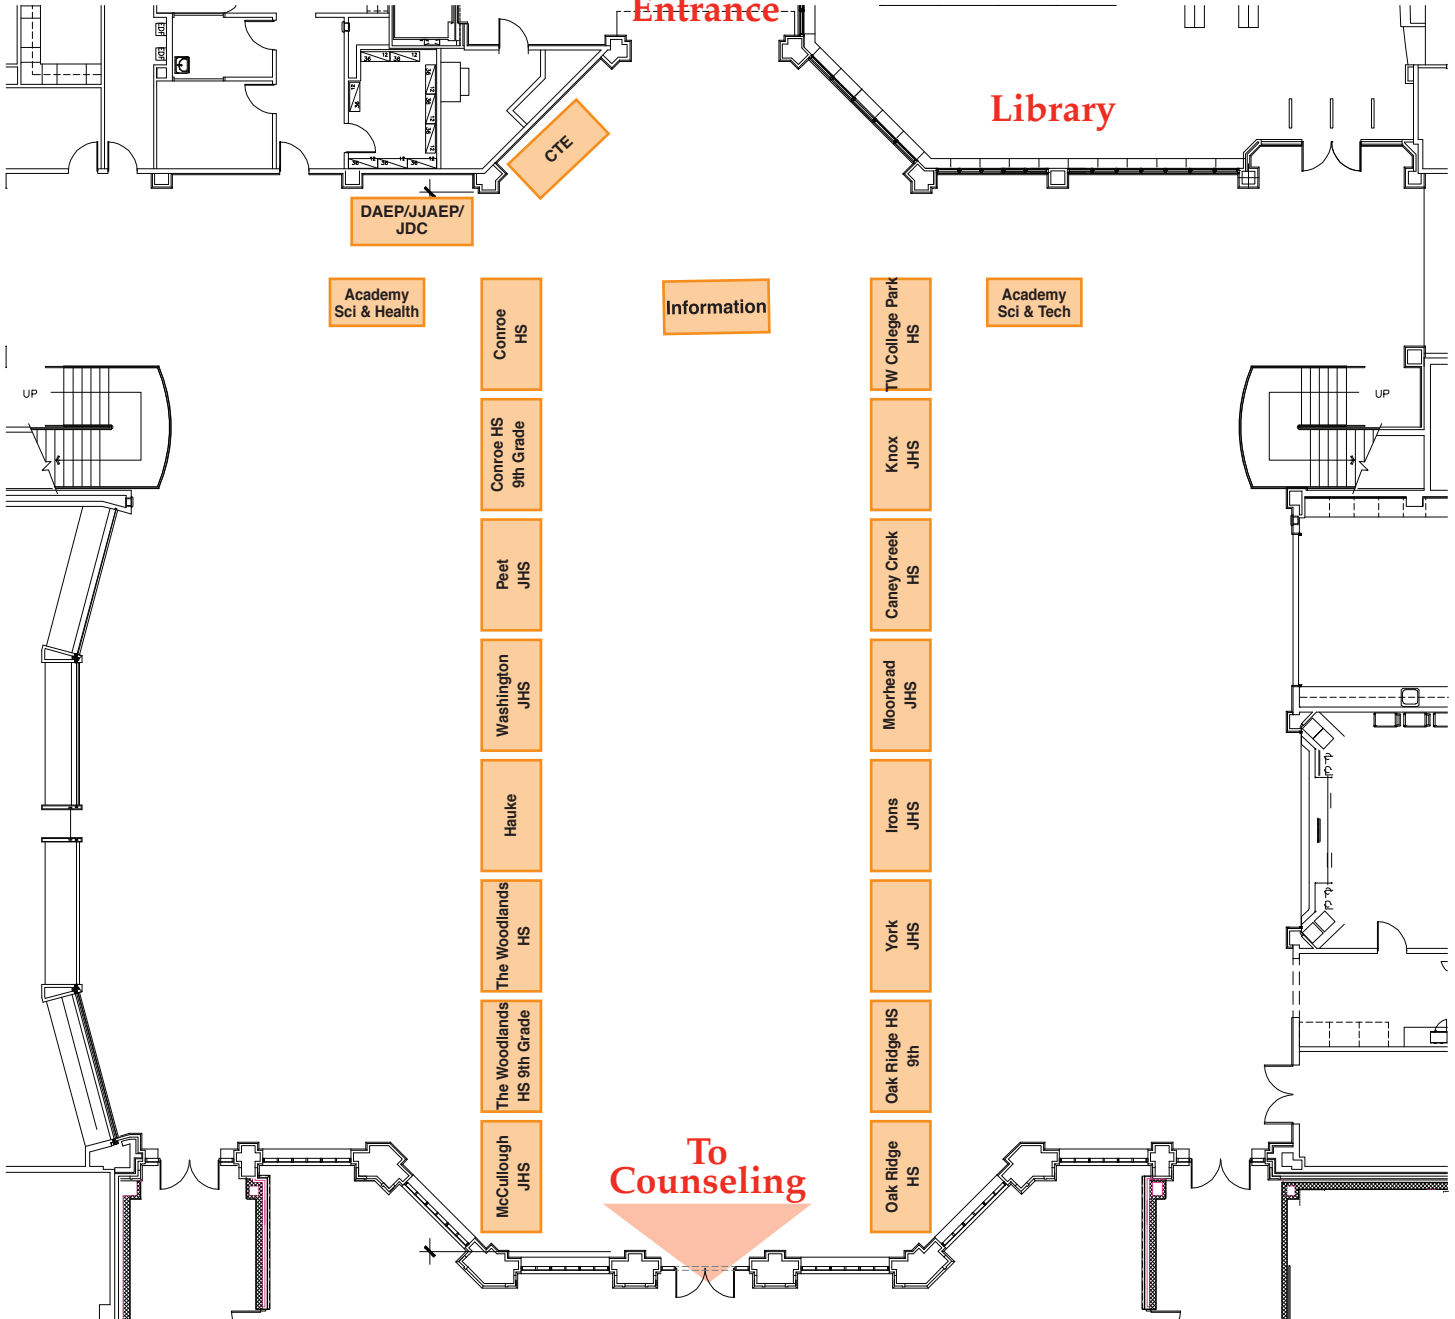 Entrance
Library
CTE
DAEP/JJAEP/
JDC
Academy
Sci & Health
Conroe
HS
Information
TW College Park
HS
Academy
Sci & Tech
UP
UP
Conroe HS
9th Grade
Knox
JHS
Peet
JHS
Caney Creek
HS
Washington
JHS
Moorhead
JHS
Hauke
Irons
JHS
The Woodlands
HS
York
JHS
The Woodlands
HS 9th Grade
Oak Ridge HS
9th
McCullough
JHS
Oak Ridge
HS
To
Counseling